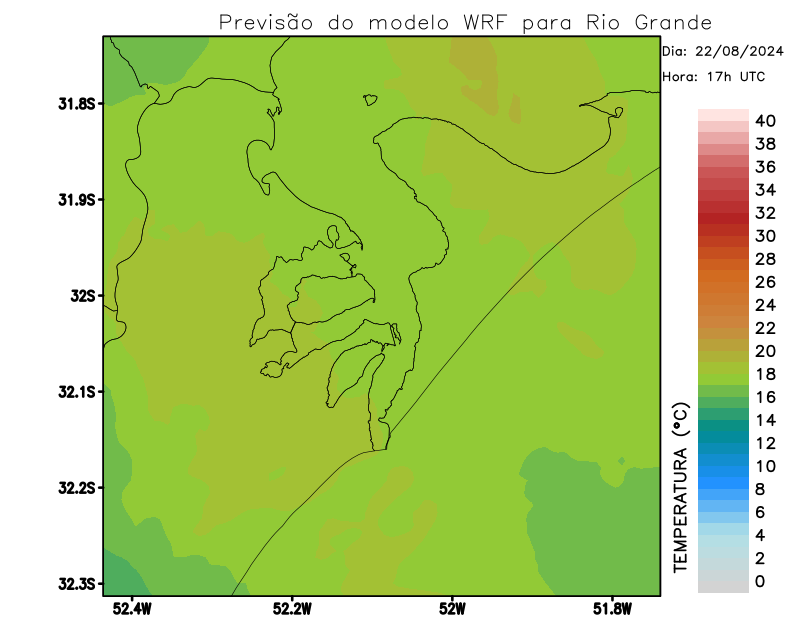 Previsão do modelo WRF para Rio Grande
Dia: 22/08/2024
Hora: 17h UTC
31.8S
31.9S
32S
32.1S
32.2S
32.3S
52.4W
52.2W
52W
51.8W
TEMPERATURA (°C)
40
38
36
34
32
30
28
26
24
22
20
18
16
14
12
10
8
6
4
2
0